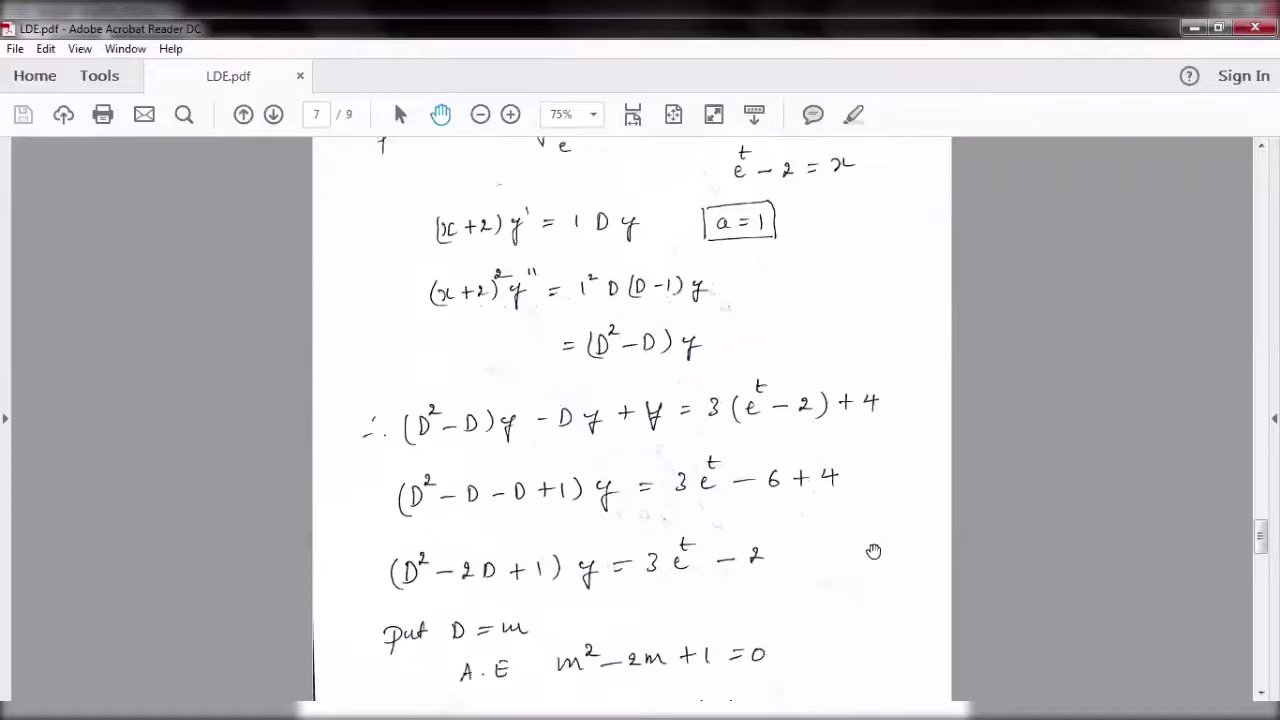 LDE.pdf - Adobe Acrobat Reader DC
File Edit View Window Help
Home Tools LDE.pdf × Sign In
7 / 9 75%
e^t - 2 = x
(x+2) y' = 1 D y a = 1
(x+2)^2 y'' = 1^2 D (D-1) y
= (D^2 - D) y
∴ (D^2 - D) y - D y + y = 3 (e^t - 2) + 4
(D^2 - D - D + 1) y = 3 e^t - 6 + 4
(D^2 - 2D + 1) y = 3 e^t - 2
Put D = m
A.E m^2 - 2m + 1 = 0